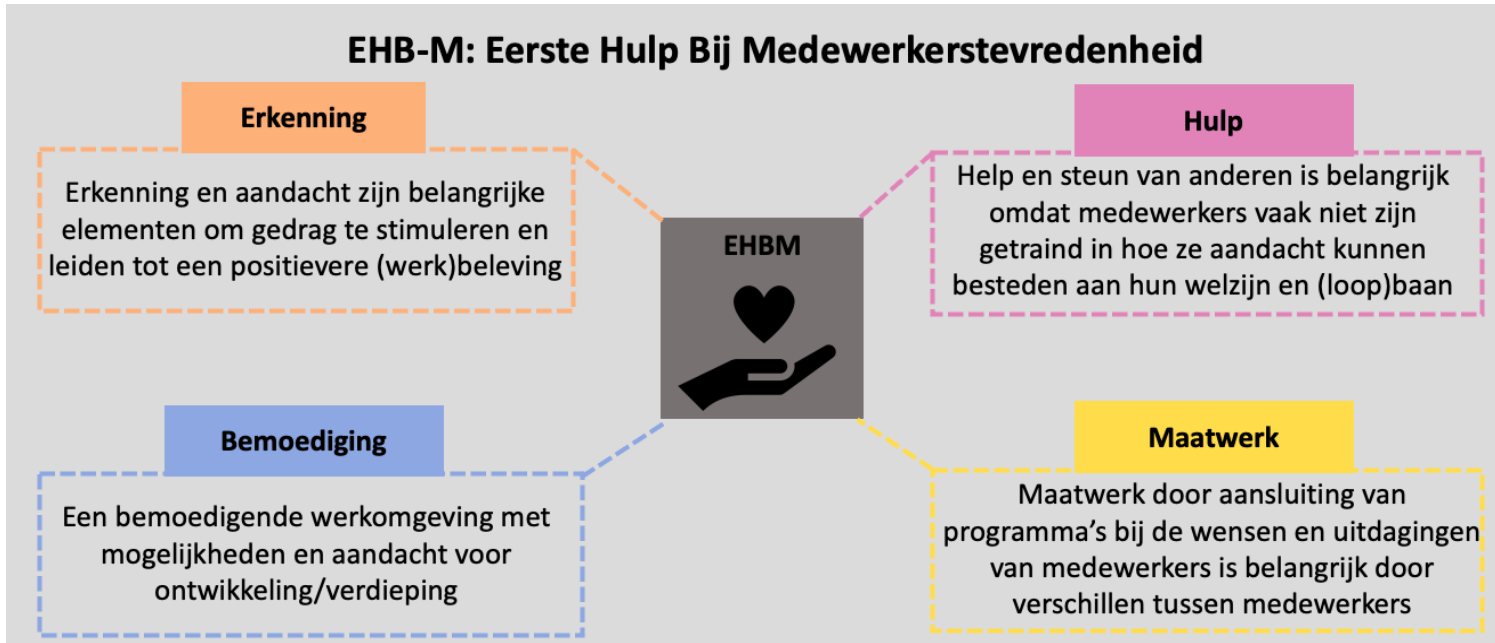 EHB-M: Eerste Hulp Bij Medewerkerstevredenheid
Erkenning
Erkenning en aandacht zijn belangrijke
elementen om gedrag te stimuleren en
leiden tot een positievere (werk)beleving
Hulp
Help en steun van anderen is belangrijk
omdat medewerkers vaak niet zijn
getraind in hoe ze aandacht kunnen
besteden aan hun welzijn en (loop)baan
EHBM
Bemoediging
Een bemoedigende werkomgeving met
mogelijkheden en aandacht voor
ontwikkeling/verdieping
Maatwerk
Maatwerk door aansluiting van
programma’s bij de wensen en uitdagingen
van medewerkers is belangrijk door
verschillen tussen medewerkers